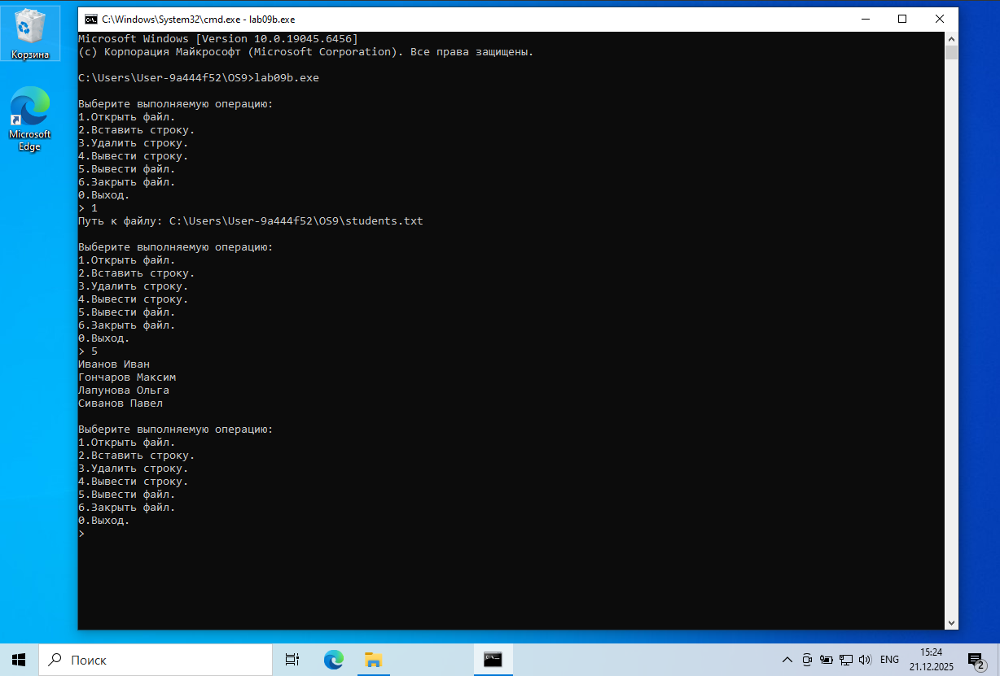 Корзина
Microsoft Edge
C:\Windows\System32\cmd.exe - lab09b.exe
Microsoft Windows [Version 10.0.19045.6456]
(c) Корпорация Майкрософт (Microsoft Corporation). Все права защищены.
C:\Users\User-9a444f52\OS9>lab09b.exe
Выберите выполняемую операцию:
1.Открыть файл.
2.Вставить строку.
3.Удалить строку.
4.Вывести строку.
5.Вывести файл.
6.Закрыть файл.
0.Выход.
> 1
Путь к файлу: C:\Users\User-9a444f52\OS9\students.txt
Выберите выполняемую операцию:
1.Открыть файл.
2.Вставить строку.
3.Удалить строку.
4.Вывести строку.
5.Вывести файл.
6.Закрыть файл.
0.Выход.
> 5
Иванов Иван
Гончаров Максим
Лапунова Ольга
Сиванов Павел
Выберите выполняемую операцию:
1.Открыть файл.
2.Вставить строку.
3.Удалить строку.
4.Вывести строку.
5.Вывести файл.
6.Закрыть файл.
0.Выход.
>
Поиск
ENG
15:24
21.12.2025
2